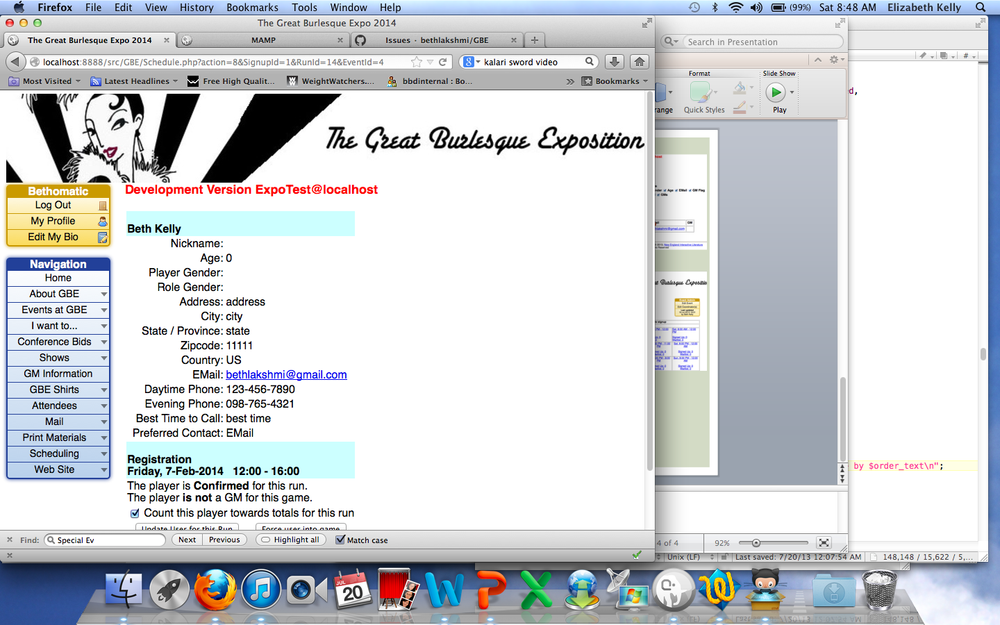 Firefox File Edit View History Bookmarks Tools Window Help (99%) Sat 8:48 AM Elizabeth Kelly
The Great Burlesque Expo 2014
The Great Burlesque Expo 2014 MAMP Issues · bethlakshmi/GBE
localhost:8888/src/GBE/Schedule.php?action=8&SignupId=1&RunId=14&EventId=4 kalari sword video
Most Visited Latest Headlines Free High Qualit... WeightWatchers.... bbdinternal : Bo... Bookmarks
The Great Burlesque Exposition
Bethomatic
Log Out
My Profile
Edit My Bio
Navigation
Home
About GBE
Events at GBE
I want to...
Conference Bids
Shows
GM Information
GBE Shirts
Attendees
Mail
Print Materials
Scheduling
Web Site
Development Version ExpoTest@localhost
Beth Kelly
Nickname:
Age: 0
Player Gender:
Role Gender:
Address: address
City: city
State / Province: state
Zipcode: 11111
Country: US
EMail: bethlakshmi@gmail.com
Daytime Phone: 123-456-7890
Evening Phone: 098-765-4321
Best Time to Call: best time
Preferred Contact: EMail
Registration
Friday, 7-Feb-2014 12:00 - 16:00
The player is Confirmed for this run.
The player is not a GM for this game.
Count this player towards totals for this run
Update User for this Run Force user into game
Find: Special Ev Next Previous Highlight all Match case
Search in Presentation
Format Slide Show
ange Quick Styles Play
t Burlesque Exposition
4 of 4 92%
#
d,
by $order_text\n";
Unix (LF) Last saved: 7/20/13 12:07:54 AM 148,148 / 15,622 / 5,...
JUL
20